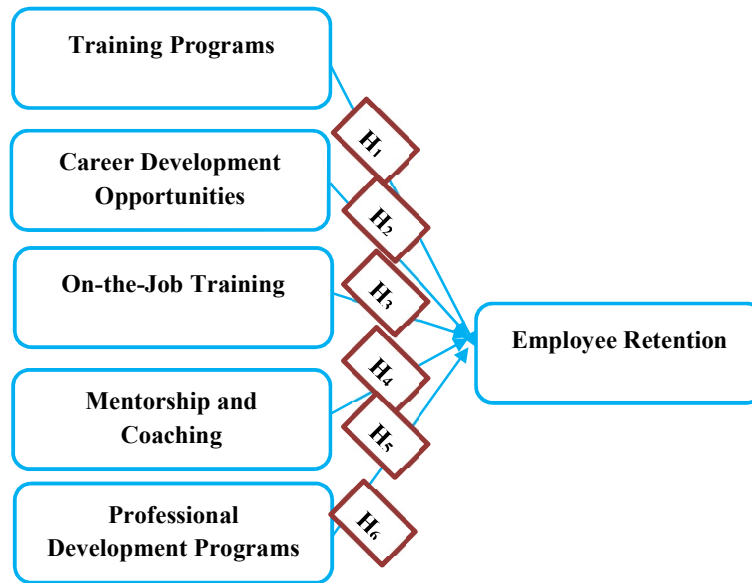 Training Programs
H1
Career Development
Opportunities
H2
On-the-Job Training
H3
Employee Retention
H4
Mentorship and
Coaching
H5
Professional
Development Programs
H6